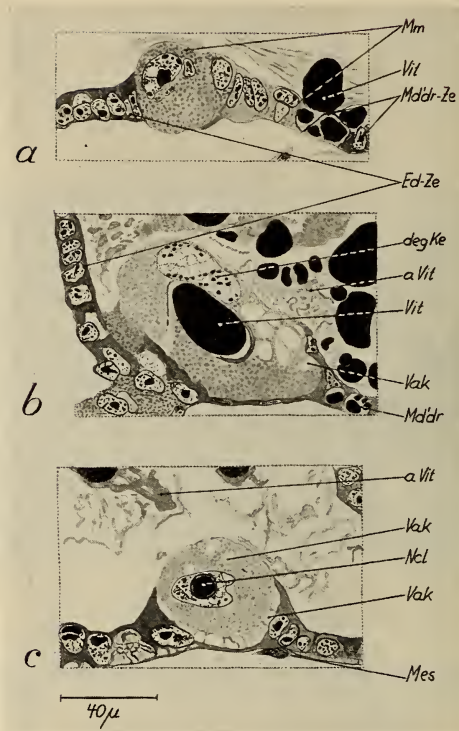 Mm
Vit
Md'dr-Ze
a
Ed-Ze
degKe
a Vit
Vit
Vak
b
Md'dr
a Vit
Vak
Ncl
Vak
c
Mes
40μ